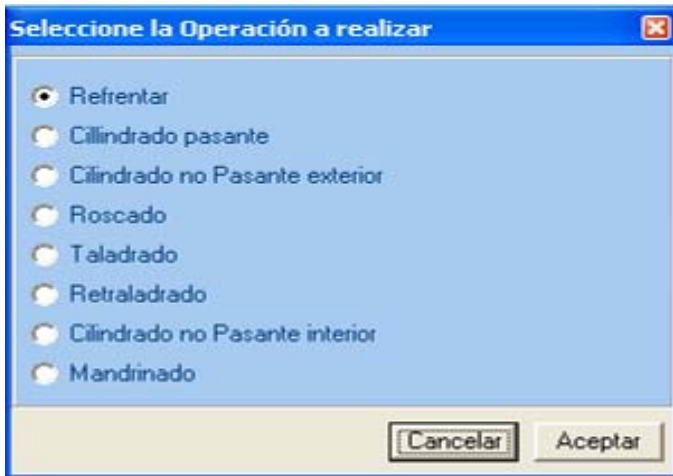 Seleccione la Operación a realizar
Refrentar
Cillindrado pasante
Cilindrado no Pasante exterior
Roscado
Taladrado
Retraladrado
Cilindrado no Pasante interior
Mandrinado
Cancelar Aceptar